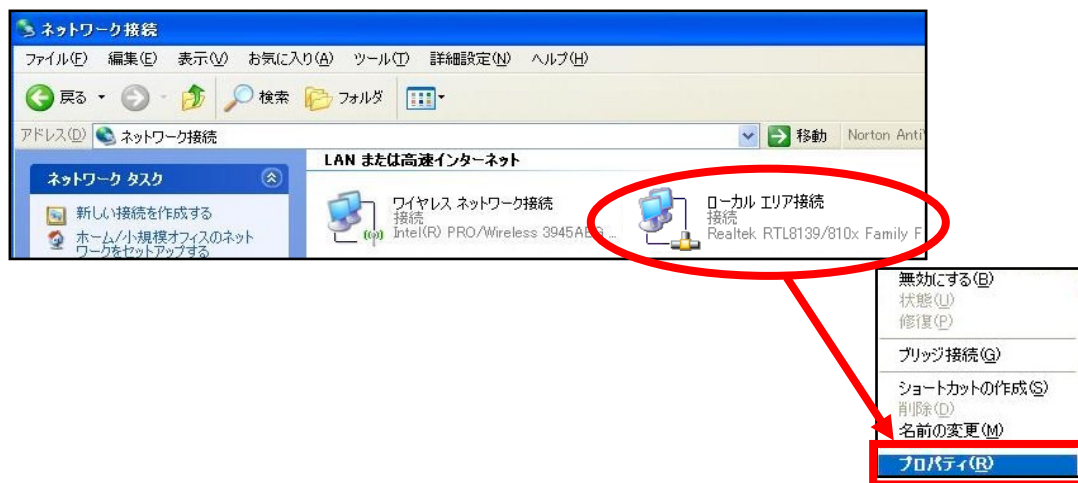 ネットワーク接続
ファイル(F) 編集(E) 表示(V) お気に入り(A) ツール(T) 詳細設定(N) ヘルプ(H)
戻る 検索 フォルダ
アドレス(D) ネットワーク接続 移動 Norton Anti
LAN または高速インターネット
ネットワーク タスク
新しい接続を作成する
ホーム/小規模オフィスのネット
ワークをセットアップする
ワイヤレス ネットワーク接続
接続
Intel(R) PRO/Wireless 3945ABG ...
ローカル エリア接続
接続
Realtek RTL8139/810x Family F
無効にする(B)
状態(U)
修復(P)
ブリッジ接続(G)
ショートカットの作成(S)
削除(D)
名前の変更(M)
プロパティ(R)